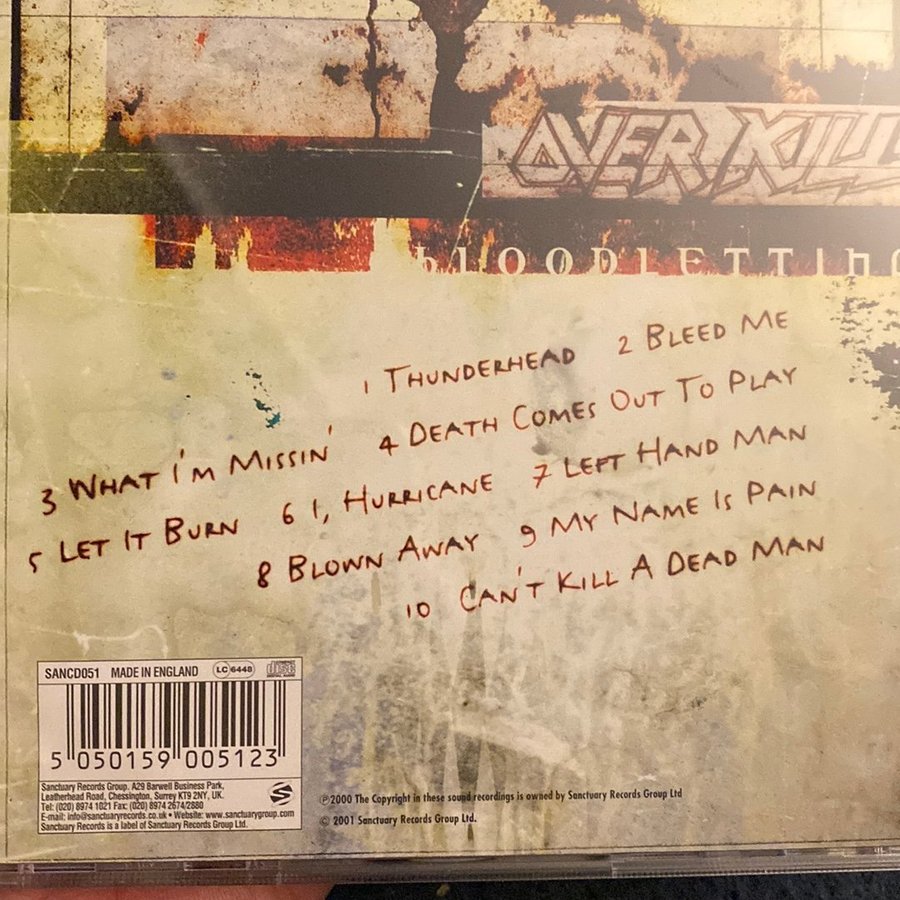 OVER KILL
BLOODLETTING
1 THUNDERHEAD 2 BLEED ME
3 WHAT I'M MISSIN' 4 DEATH COMES OUT TO PLAY
5 LET IT BURN 6 I, HURRICANE 7 LEFT HAND MAN
8 BLOWN AWAY 9 MY NAME IS PAIN
10 CAN'T KILL A DEAD MAN
SANCD051 MADE IN ENGLAND LC 6448 disc DIGITAL AUDIO
5 050159 005123
Sanctuary Records Group. A29 Barwell Business Park,
Leatherhead Road, Chessington, Surrey KT9 2NY, UK.
Tel: (020) 8974 1021 Fax: (020) 8974 2674/2880
E-mail: info@sanctuaryrecords.co.uk • Website: www.sanctuarygroup.com
Sanctuary Records is a label of Sanctuary Records Group Ltd.
℗2000 The Copyright in these sound recordings is owned by Sanctuary Records Group Ltd
© 2001 Sanctuary Records Group Ltd.